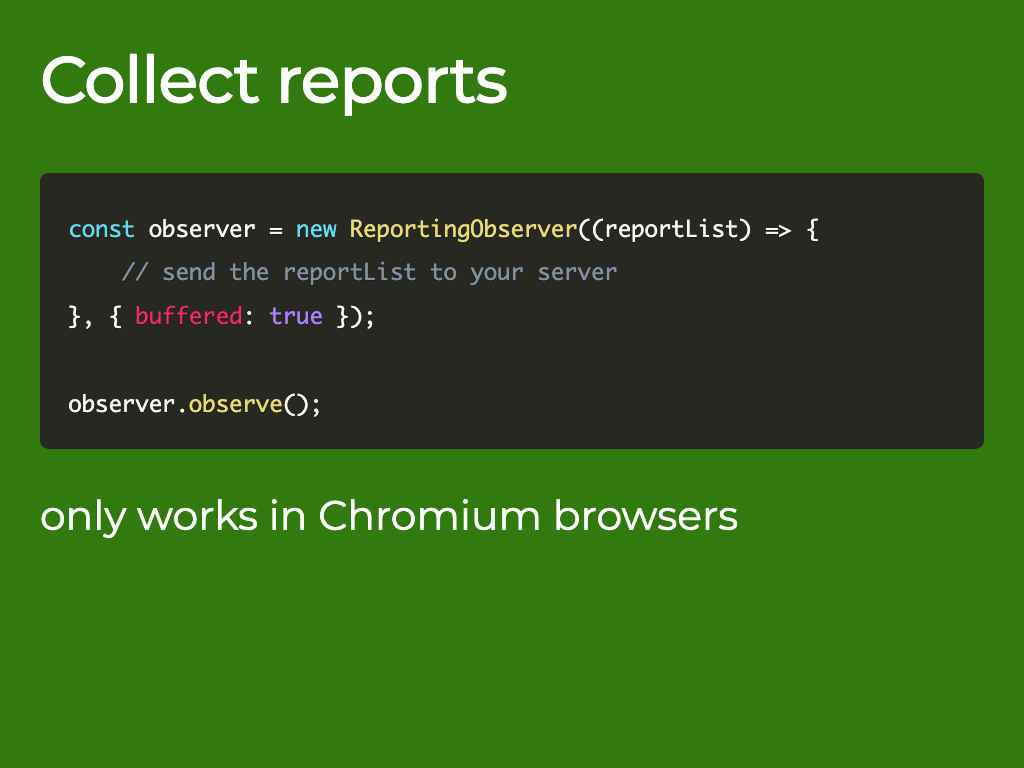 Collect reports
const observer = new ReportingObserver((reportList) => {
    // send the reportList to your server
}, { buffered: true });
observer.observe();
only works in Chromium browsers